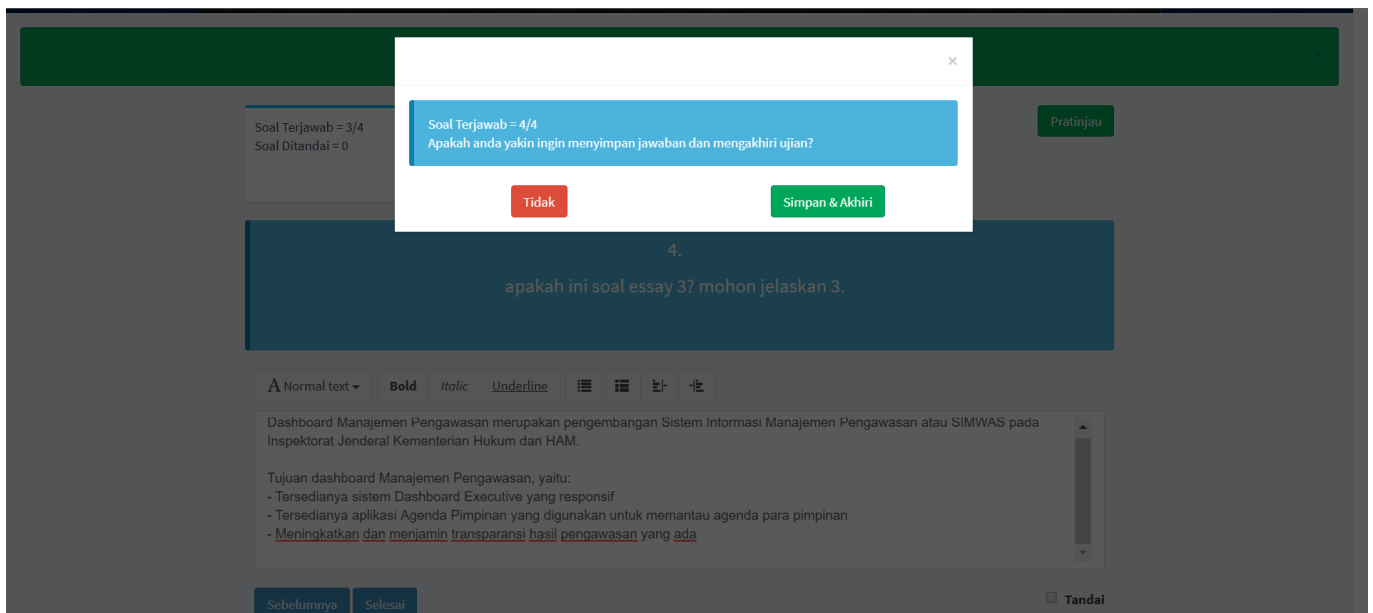 ×
×
Soal Terjawab = 3/4
Soal Ditandai = 0
Soal Terjawab = 4/4
Apakah anda yakin ingin menyimpan jawaban dan mengakhiri ujian?
Tidak
Simpan & Akhiri
Pratinjau
4.
apakah ini soal essay 3? mohon jelaskan 3.
A Normal text
Bold
Italic
Underline
Dashboard Manajemen Pengawasan merupakan pengembangan Sistem Informasi Manajemen Pengawasan atau SIMWAS pada
Inspektorat Jenderal Kementerian Hukum dan HAM.
Tujuan dashboard Manajemen Pengawasan, yaitu:
- Tersedianya sistem Dashboard Executive yang responsif
- Tersedianya aplikasi Agenda Pimpinan yang digunakan untuk memantau agenda para pimpinan
- Meningkatkan dan menjamin transparansi hasil pengawasan yang ada
Sebelumnya
Selesai
Tandai